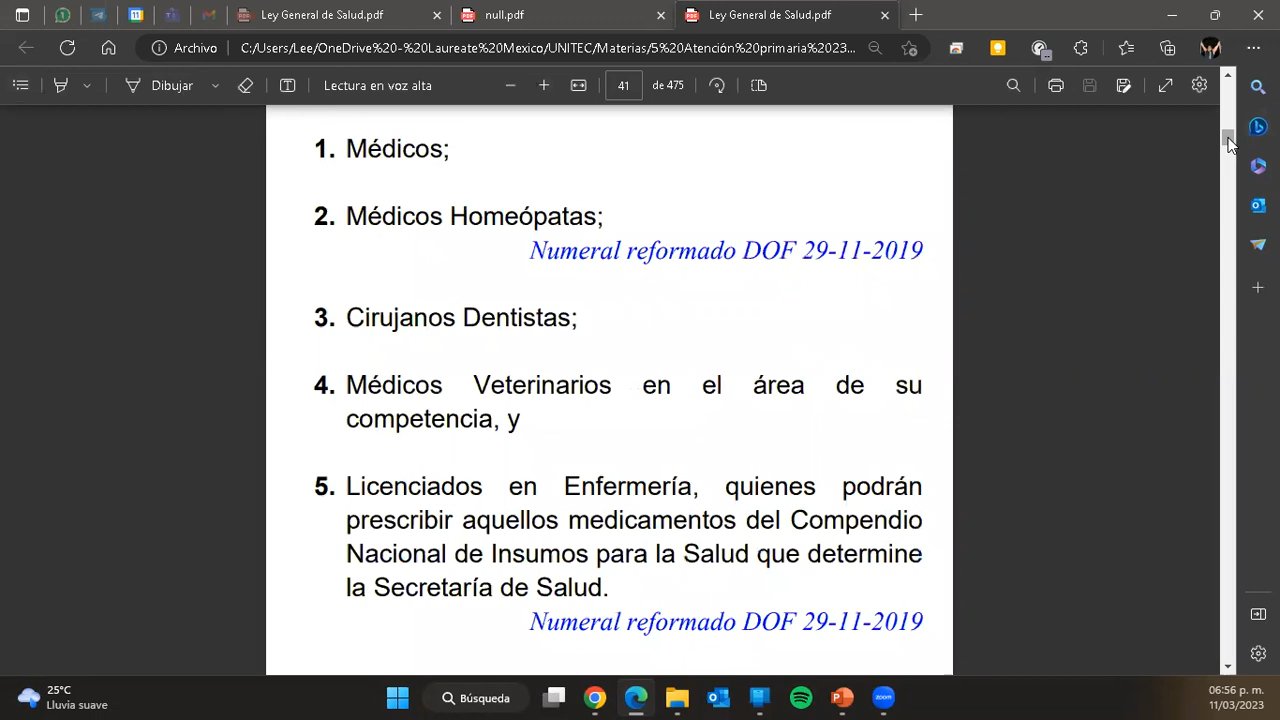 Ley General de Salud.pdf
null.pdf
Ley General de Salud.pdf
Archivo
C:/Users/Lee/OneDrive%20-%20Laureate%20Mexico/UNITEC/Materias/5%20Atención%20primaria%2023...
Dibujar
Lectura en voz alta
41
de 475
1. Médicos;
2. Médicos Homeópatas;
Numeral reformado DOF 29-11-2019
3. Cirujanos Dentistas;
4. Médicos Veterinarios en el área de su
competencia, y
5. Licenciados en Enfermería, quienes podrán
prescribir aquellos medicamentos del Compendio
Nacional de Insumos para la Salud que determine
la Secretaría de Salud.
Numeral reformado DOF 29-11-2019
25°C
Lluvia suave
Búsqueda
zoom
06:56 p. m.
11/03/2023